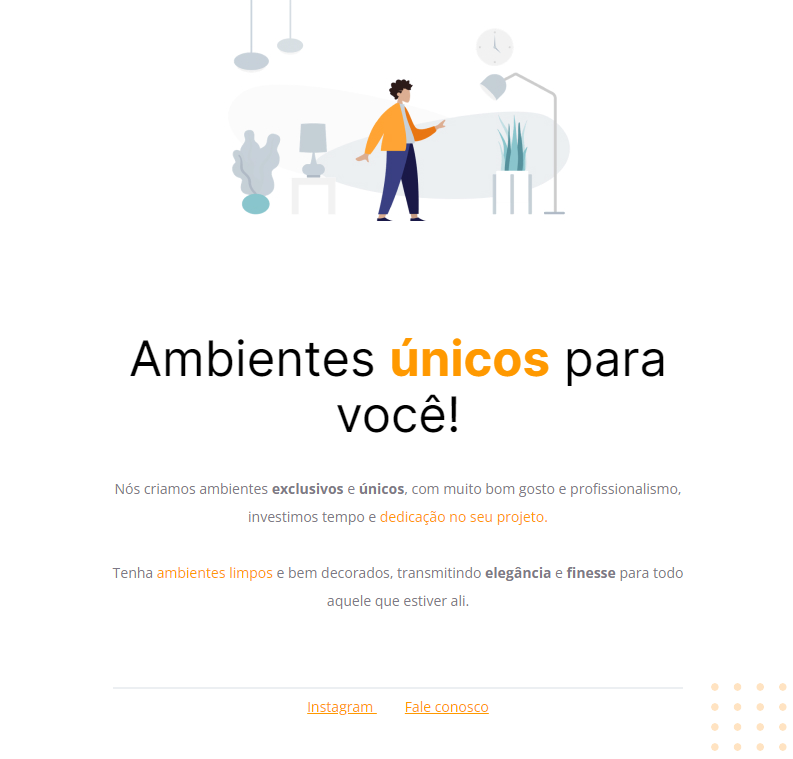 Ambientes únicos para
você!
Nós criamos ambientes exclusivos e únicos, com muito bom gosto e profissionalismo,
investimos tempo e dedicação no seu projeto.
Tenha ambientes limpos e bem decorados, transmitindo elegância e finesse para todo
aquele que estiver ali.
Instagram Fale conosco